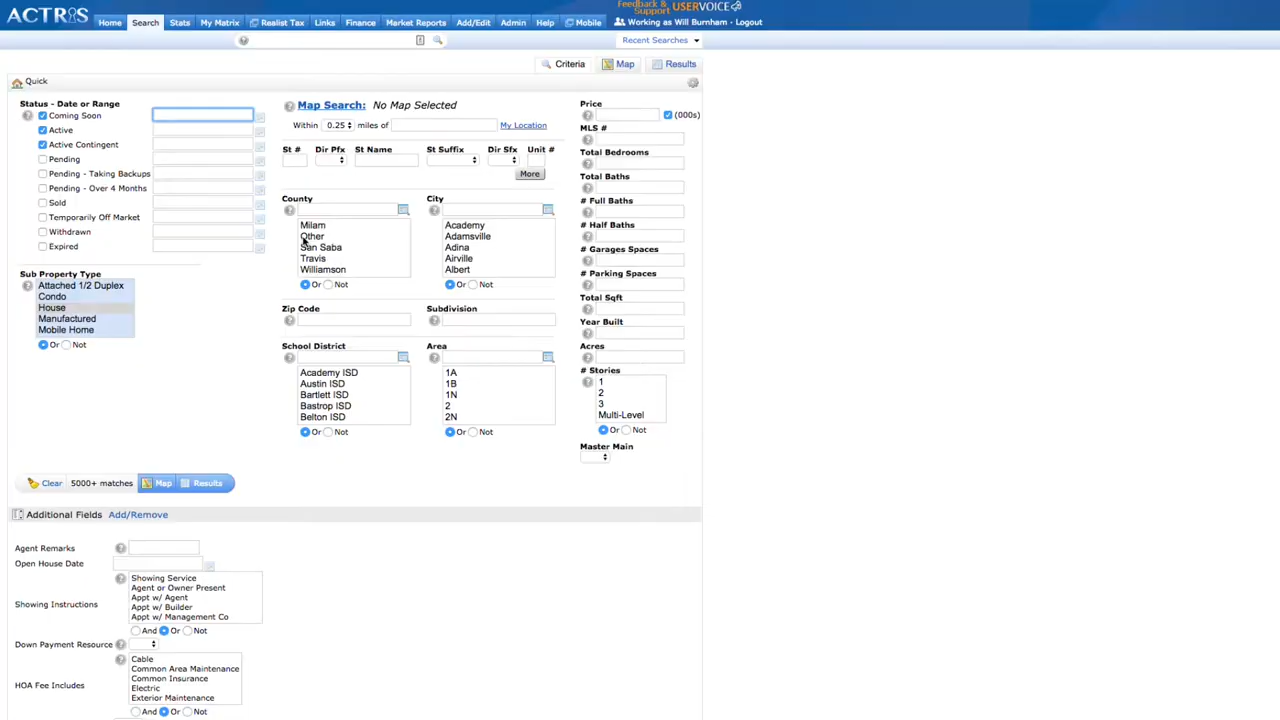 Feedback & Support USERVOICE
ACTRIS Home Search Stats My Matrix Realist Tax Links Finance Market Reports Add/Edit Admin Help Mobile Working as Will Burnham - Logout
Recent Searches
Criteria Map Results
Quick
Status - Date or Range
Coming Soon
Active
Active Contingent
Pending
Pending - Taking Backups
Pending - Over 4 Months
Sold
Temporarily Off Market
Withdrawn
Expired
Sub Property Type
Attached 1/2 Duplex
Condo
House
Manufactured
Mobile Home
Or Not
Map Search: No Map Selected
Within 0.25 miles of My Location
St # Dir Pfx St Name St Suffix Dir Sfx Unit #
More
County
Milam
Other
San Saba
Travis
Williamson
Or Not
City
Academy
Adamsville
Adina
Airville
Albert
Or Not
Zip Code
Subdivision
School District
Academy ISD
Austin ISD
Bartlett ISD
Bastrop ISD
Belton ISD
Or Not
Area
1A
1B
1N
2
2N
Or Not
Price
(000s)
MLS #
Total Bedrooms
Total Baths
# Full Baths
# Half Baths
# Garages Spaces
# Parking Spaces
Total Sqft
Year Built
Acres
# Stories
1
2
3
Multi-Level
Or Not
Master Main
Clear 5000+ matches Map Results
Additional Fields Add/Remove
Agent Remarks
Open House Date
Showing Instructions
Showing Service
Agent or Owner Present
Appt w/ Agent
Appt w/ Builder
Appt w/ Management Co
And Or Not
Down Payment Resource
HOA Fee Includes
Cable
Common Area Maintenance
Common Insurance
Electric
Exterior Maintenance
And Or Not